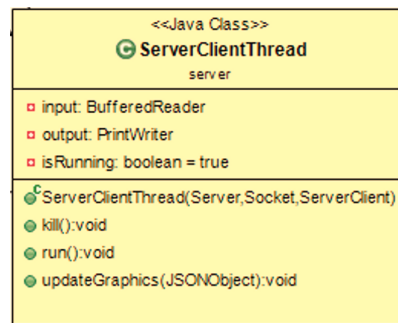 <<Java Class>>
ServerClientThread
server
input: BufferedReader
output: PrintWriter
isRunning: boolean = true
ServerClientThread(Server,Socket,ServerClient)
kill():void
run():void
updateGraphics(JSONObject):void